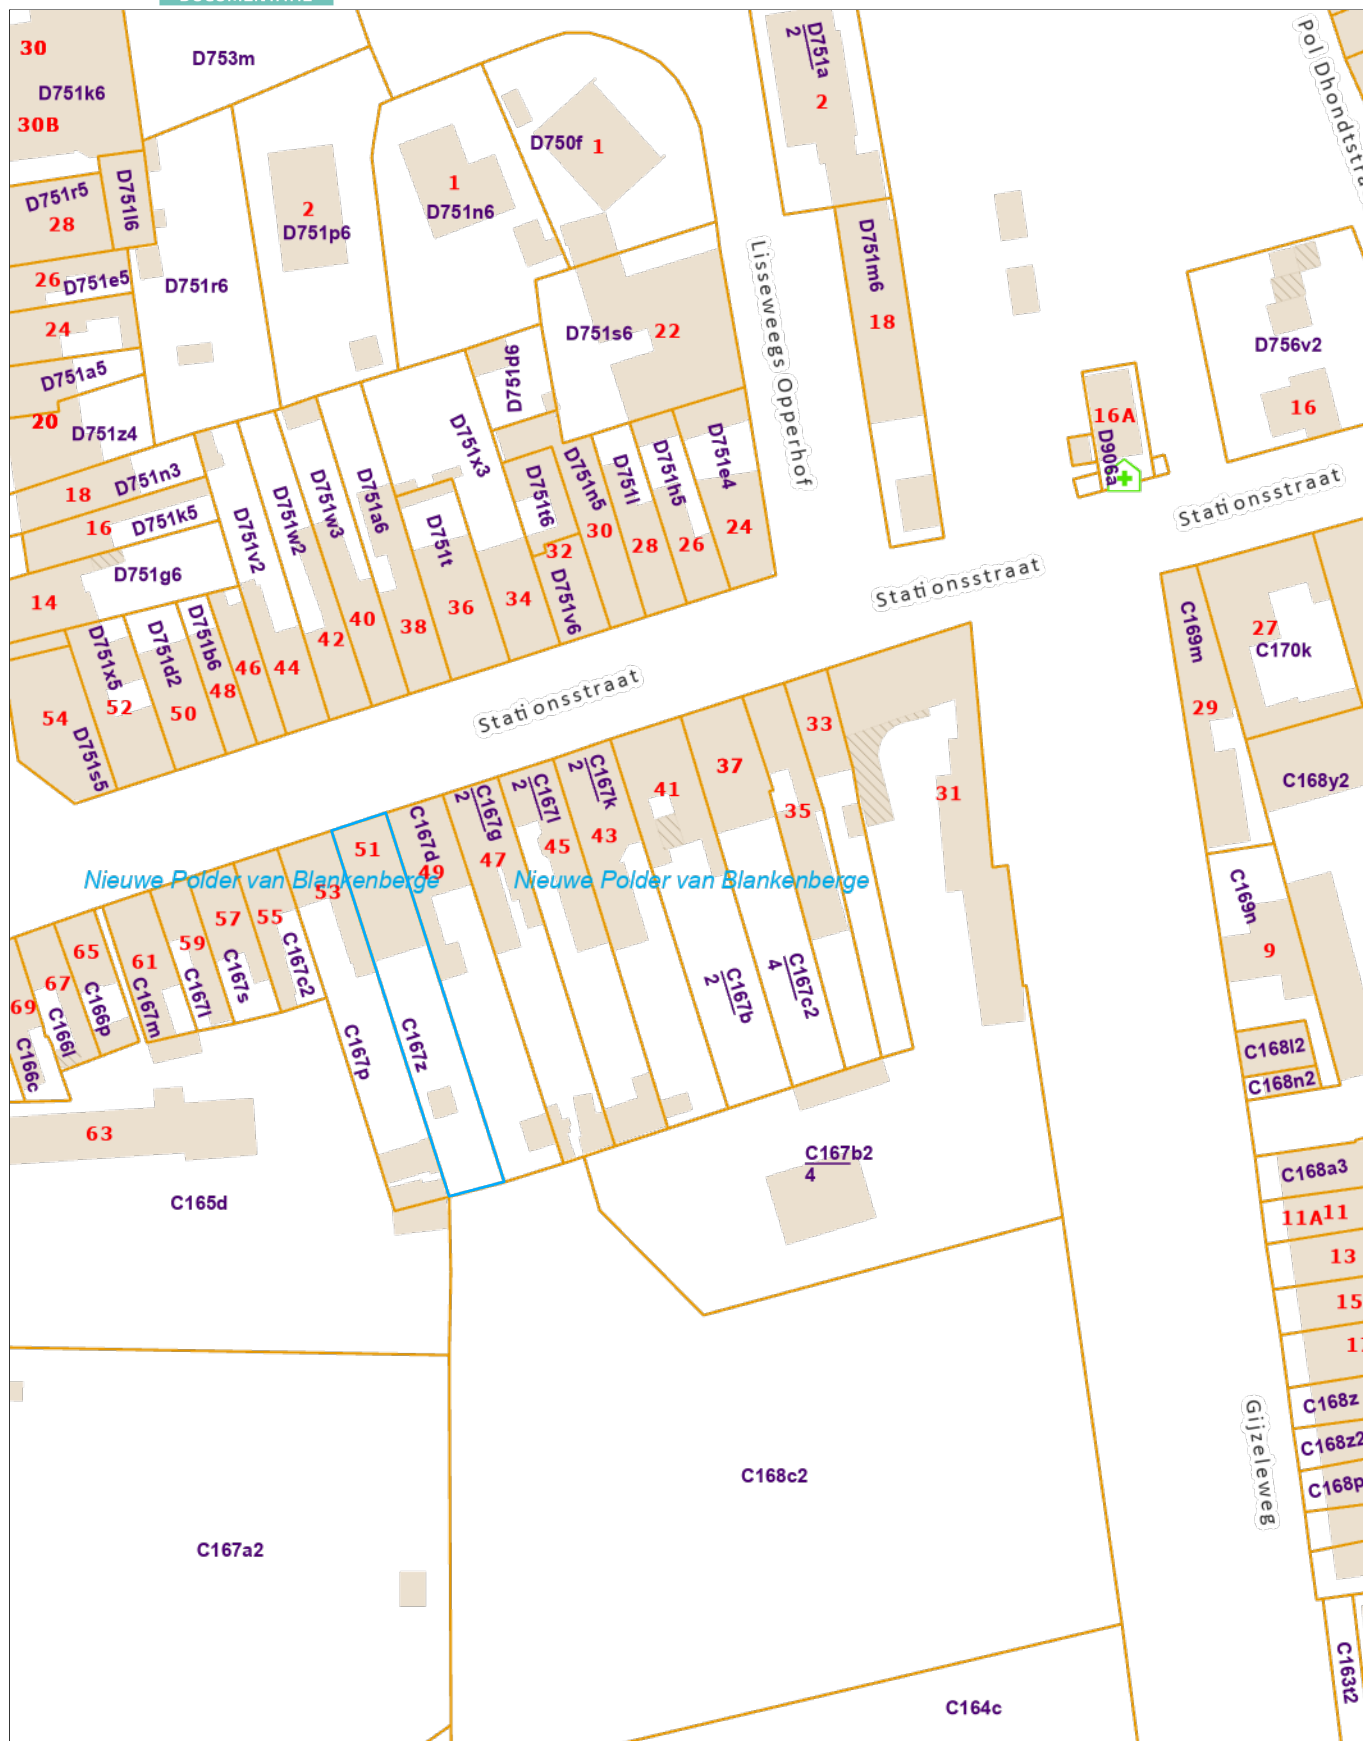 30
D751k6
30B
D753m
D751r5
28
D751l6
26
D751e5
24
D751a5
20
D751z4
D751r6
2
D751p6
1
D751n6
D750f
1
D751a
2
2
D751s6
22
D751d6
Lisseweegs Opperhof
D751m6
18
Pol Dhondtstra
D756v2
16
16A
D906a
Stationsstraat
Stationsstraat
18
D751n3
16
D751k5
D751g6
14
D751v2
D751w2
D751w3
D751a6
D751x3
D751t
D751t6
D751n5
D751l
D751h5
D751e4
24
26
28
30
32
D751v6
34
36
38
40
42
44
46
48
D751b6
D751d2
50
D751x5
52
54
D751s5
Stationsstraat
C169m
29
27
C170k
C168y2
C169n
9
C168l2
C168n2
C168a3
11A
11
13
15
C168z
C168z2
C168p
C163t2
Gijzeleweg
33
31
35
37
41
C167k
2
43
C167l
2
45
C167g
2
47
C167d
49
51
53
55
57
59
61
65
67
69
Nieuwe Polder van Blankenberge
Nieuwe Polder van Blankenberge
C167c2
C167s
C167l
C167m
C166p
C166l
C166c
C167p
C167z
C167b
2
C167c2
4
C167b2
4
63
C165d
C167a2
C168c2
C164c